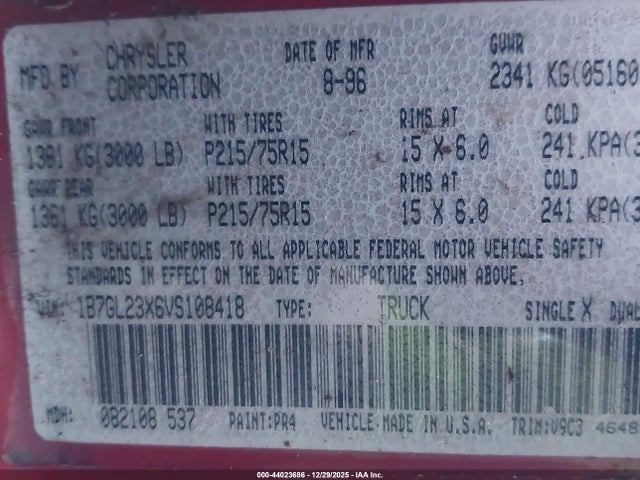 MFD BY CHRYSLER CORPORATION DATE OF MFR 8-96 GVWR 2341 KG(05160
GAWR FRONT WITH TIRES RIMS AT COLD
1361 KG(3000 LB) P215/75R15 15 X 6.0 241 KPA(3
GAWR REAR WITH TIRES RIMS AT COLD
1361 KG(3000 LB) P215/75R15 15 X 6.0 241 KPA(3
THIS VEHICLE CONFORMS TO ALL APPLICABLE FEDERAL MOTOR VEHICLE SAFETY
STANDARDS IN EFFECT ON THE DATE OF MANUFACTURE SHOWN ABOVE.
VIN: 1B7GL23X6VS108418 TYPE: TRUCK SINGLE X DUAL
MDH: 082108 537 PAINT:PR4 VEHICLE MADE IN U.S.A. TRIM:V9C3 4648
000-44023686 - 12/29/2025 - IAA Inc.